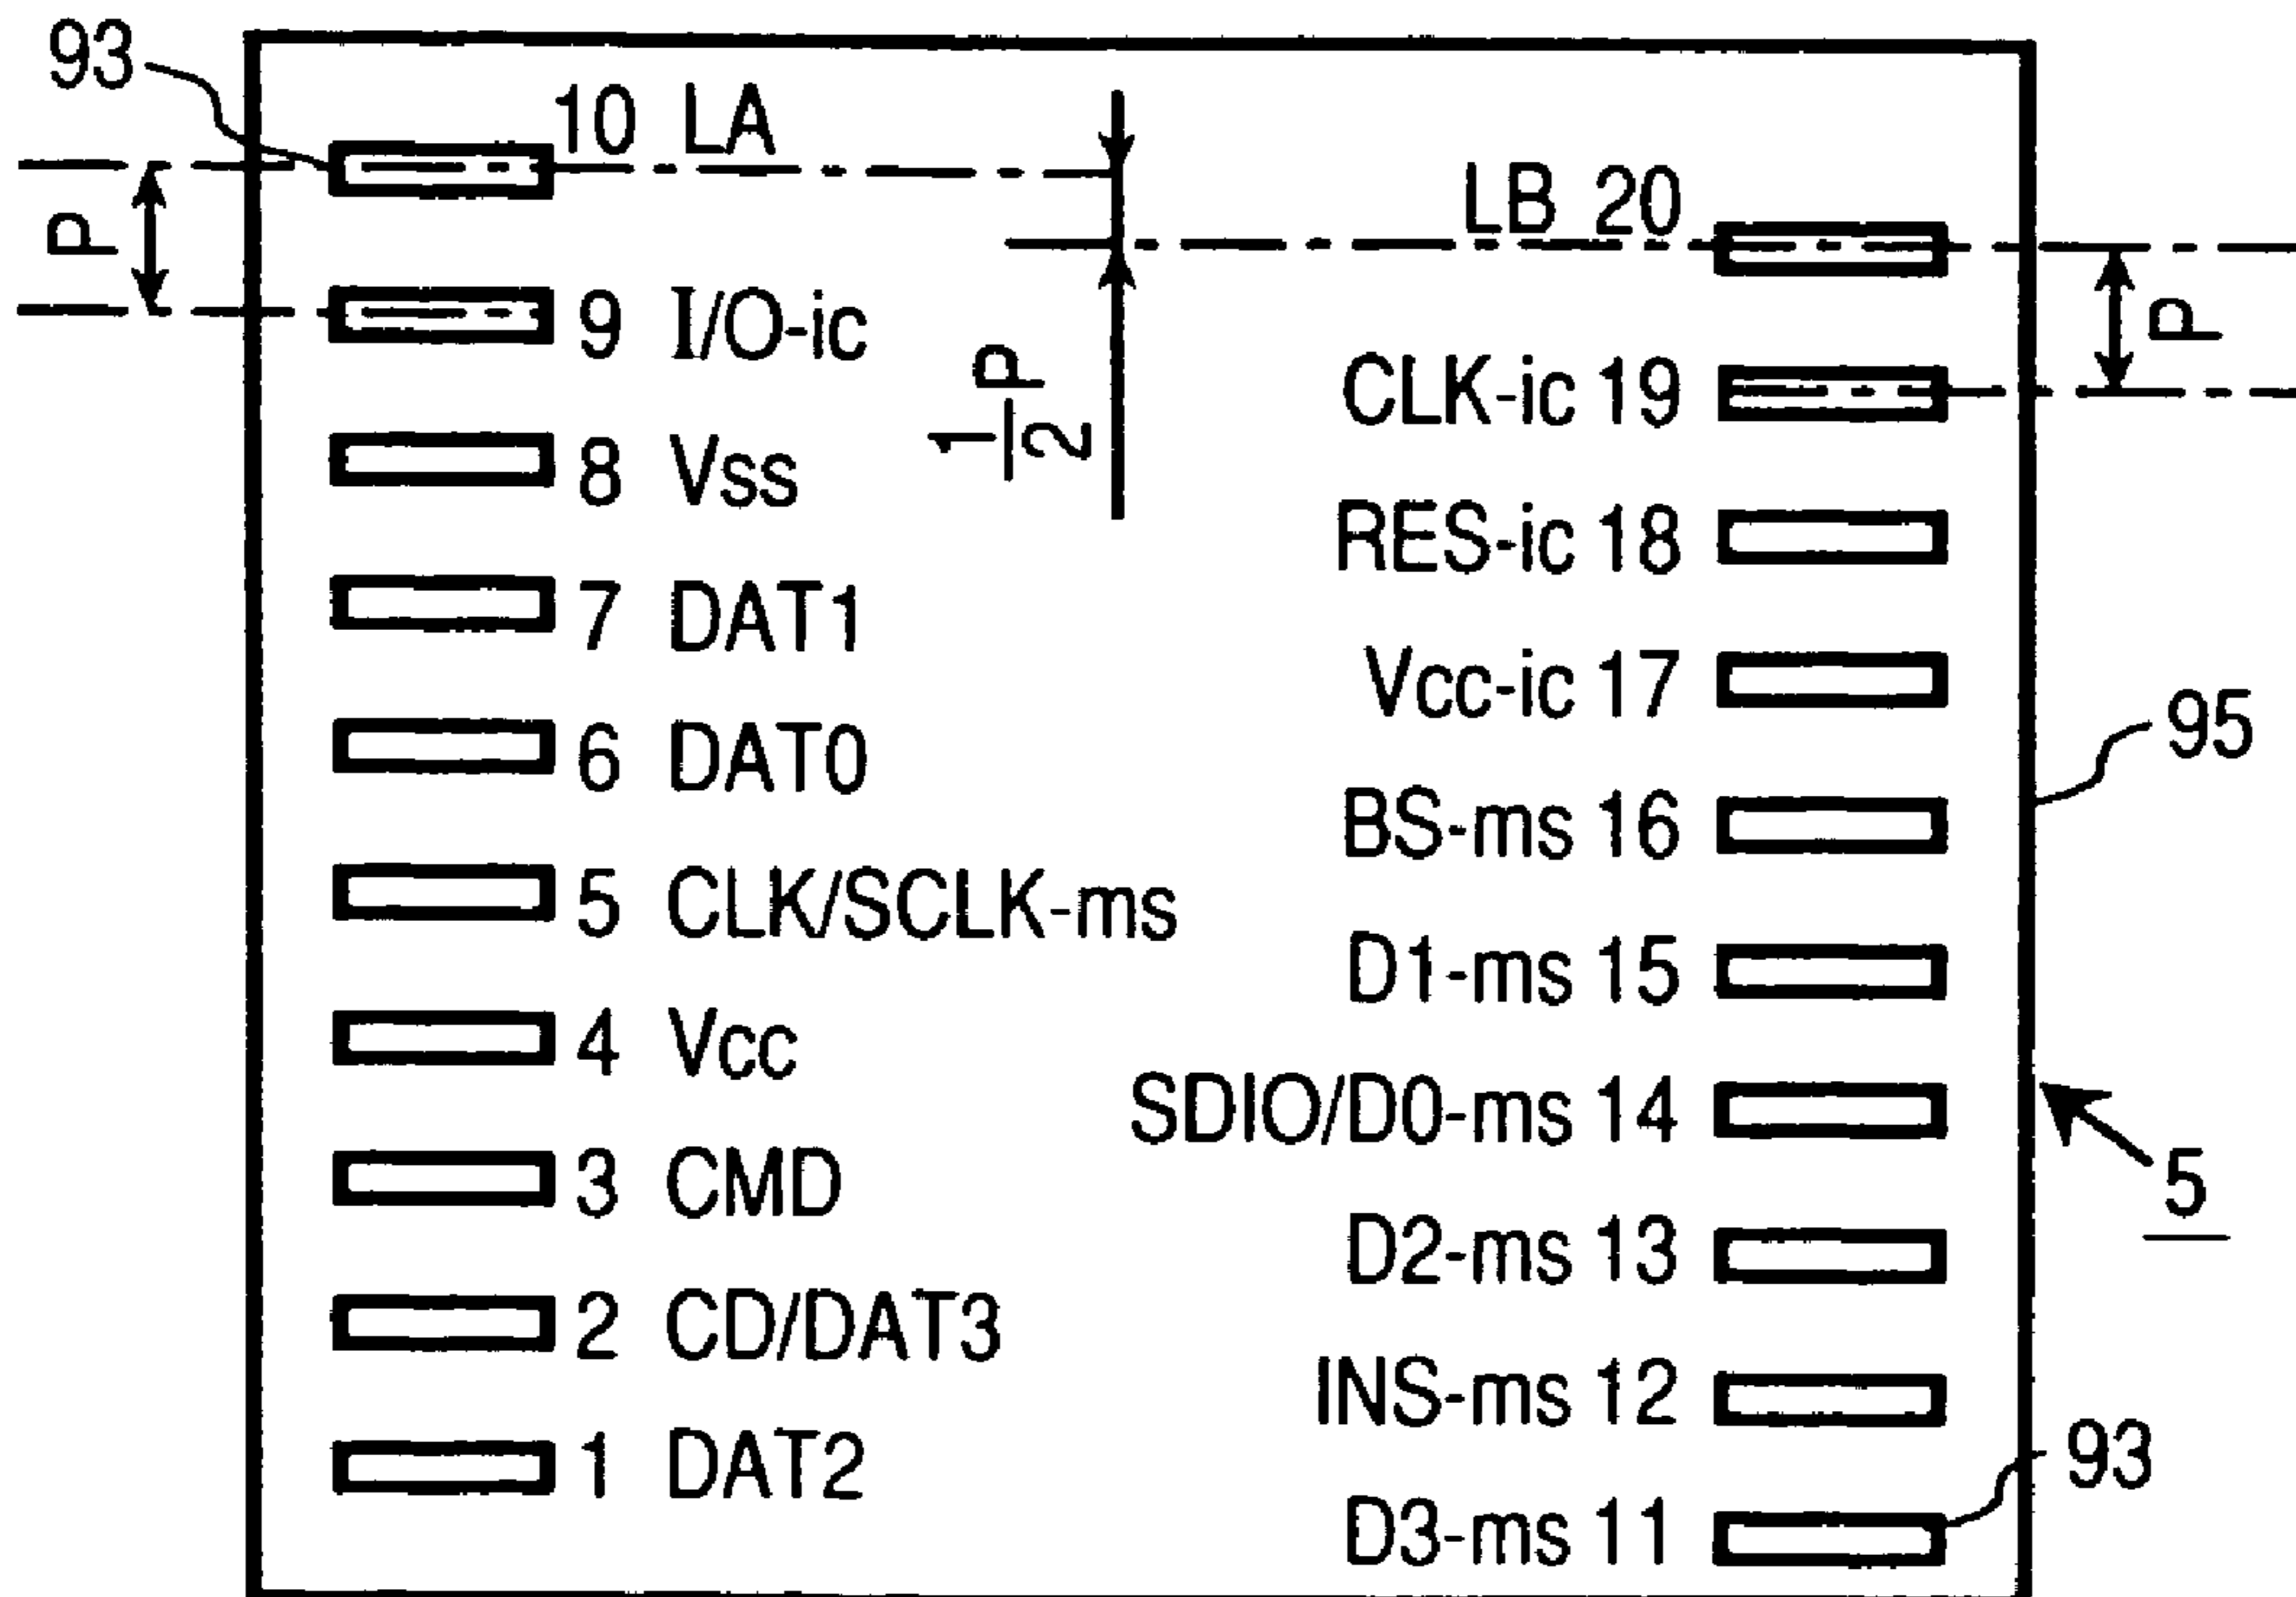 93
10 LA
P
LB 20
9 I/O-ic
P
1/2 P
CLK-ic 19
8 Vss
RES-ic 18
7 DAT1
Vcc-ic 17
95
6 DAT0
BS-ms 16
5 CLK/SCLK-ms
D1-ms 15
4 Vcc
SDIO/D0-ms 14
3 CMD
5
D2-ms 13
2 CD/DAT3
INS-ms 12
93
1 DAT2
D3-ms 11